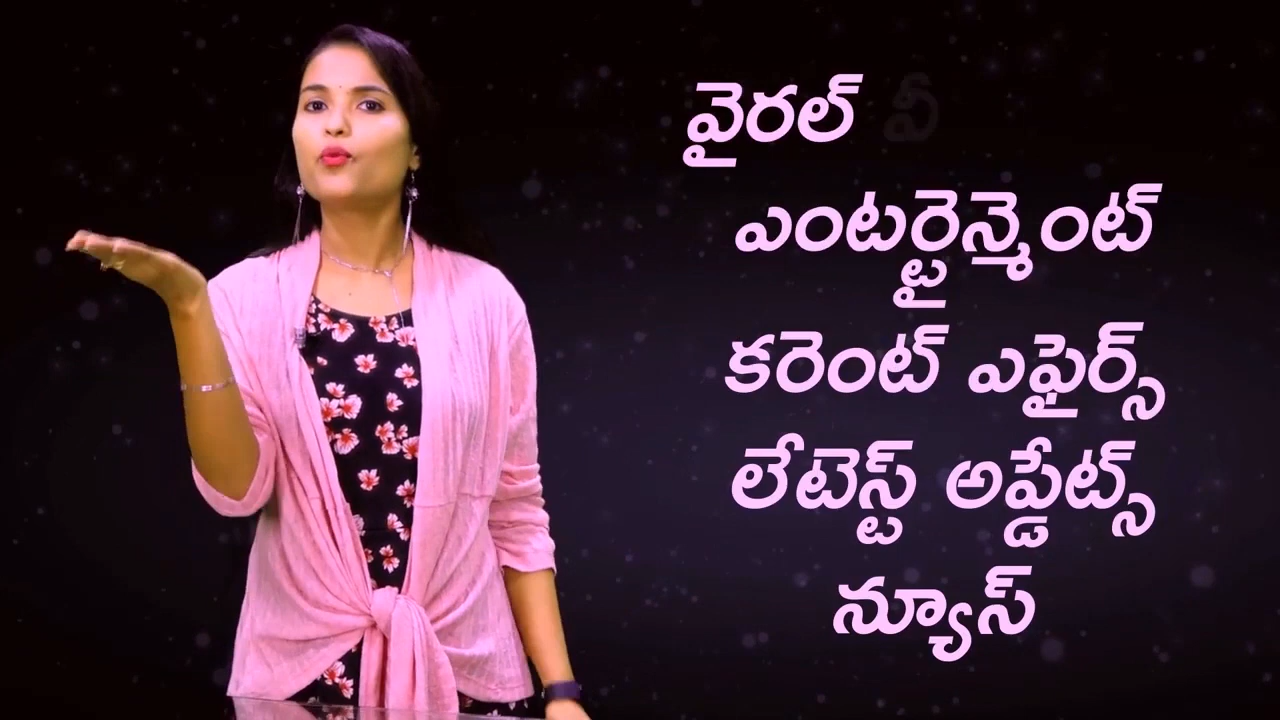 వైరల్ వీ
ఎంటర్టైన్మెంట్
కరెంట్ ఎఫైర్స్
లేటెస్ట్ అప్డేట్స్
న్యూస్